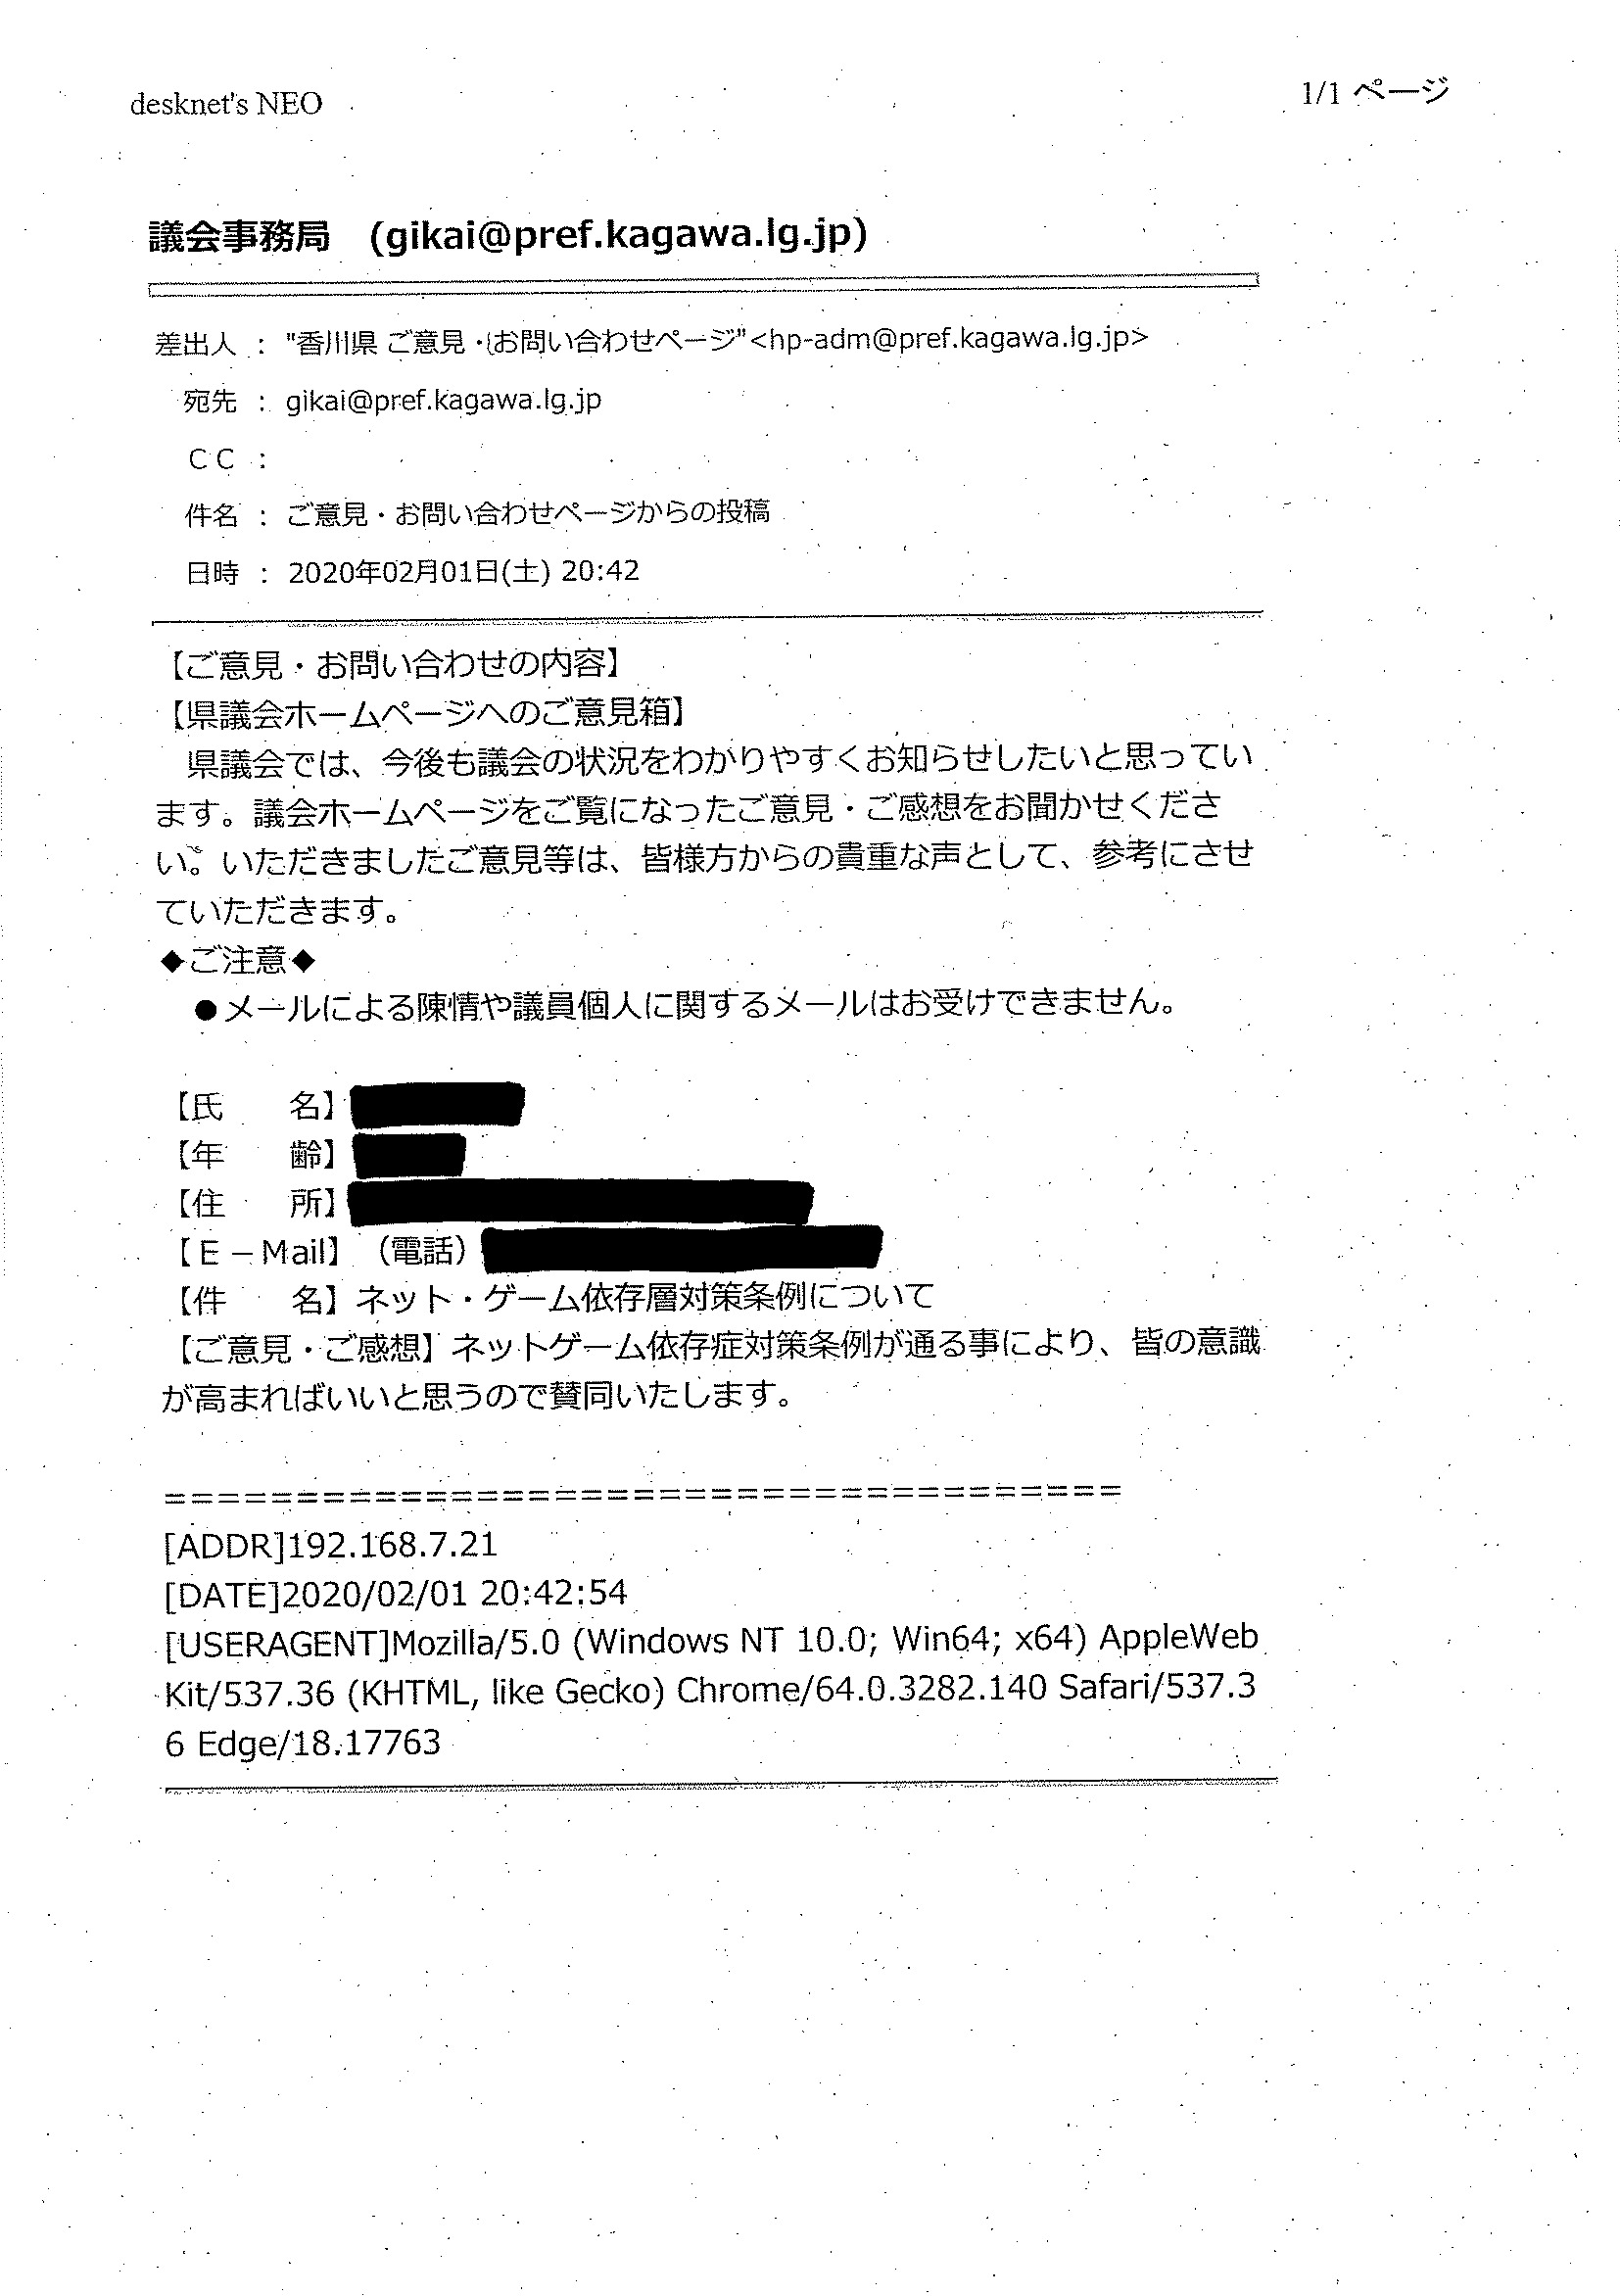 desknet's NEO
1/1 ページ
議会事務局 (gikai@pref.kagawa.lg.jp)
差出人 : "香川県 ご意見・お問い合わせページ"<hp-adm@pref.kagawa.lg.jp>
宛先 : gikai@pref.kagawa.lg.jp
CC :
件名 : ご意見・お問い合わせページからの投稿
日時 : 2020年02月01日(土) 20:42
【ご意見・お問い合わせの内容】
【県議会ホームページへのご意見箱】
県議会では、今後も議会の状況をわかりやすくお知らせしたいと思ってい
ます。議会ホームページをご覧になったご意見・ご感想をお聞かせくださ
い。いただきましたご意見等は、皆様方からの貴重な声として、参考にさせ
ていただきます。
◆ご注意◆
●メールによる陳情や議員個人に関するメールはお受けできません。
【氏　　名】
【年　　齢】
【住　　所】
【E－Mail】（電話）
【件　　名】ネット・ゲーム依存層対策条例について
【ご意見・ご感想】ネットゲーム依存症対策条例が通る事により、皆の意識
が高まればいいと思うので賛同いたします。
=====================================
[ADDR]192.168.7.21
[DATE]2020/02/01 20:42:54
[USERAGENT]Mozilla/5.0 (Windows NT 10.0; Win64; x64) AppleWeb
Kit/537.36 (KHTML, like Gecko) Chrome/64.0.3282.140 Safari/537.3
6 Edge/18.17763